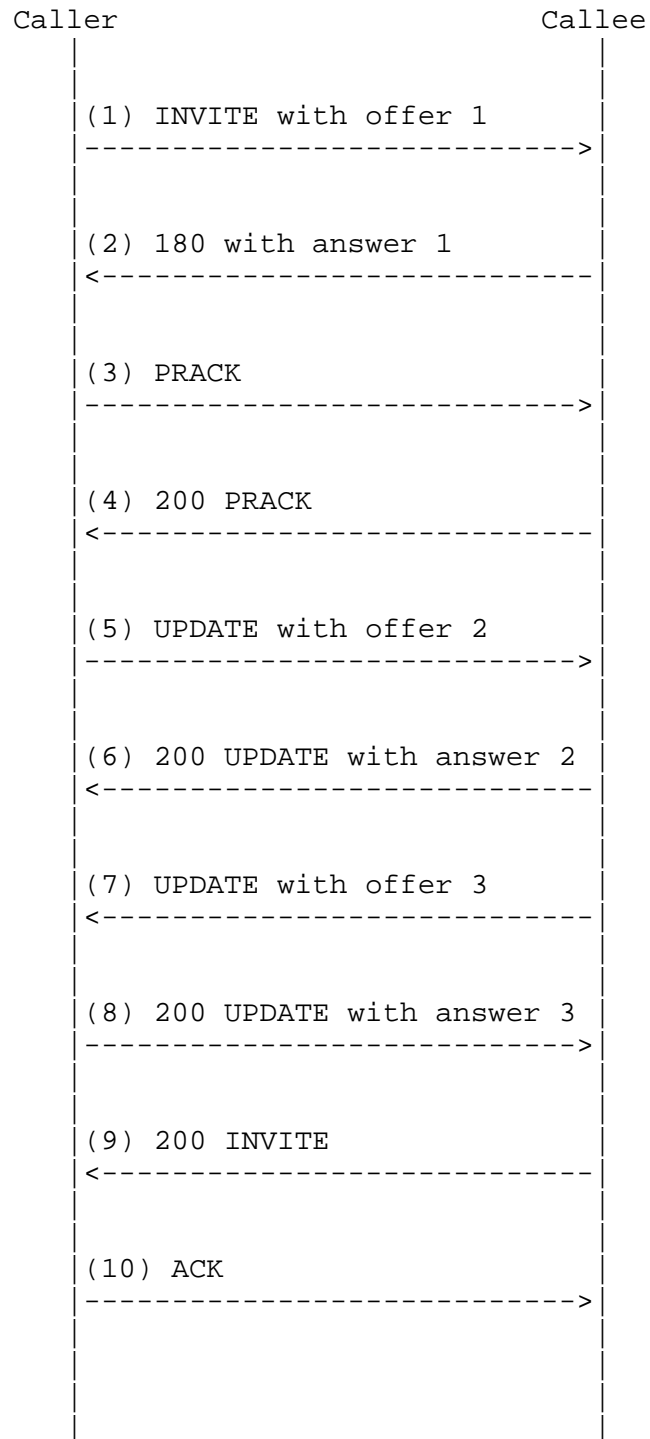 Caller Callee
(1) INVITE with offer 1
(2) 180 with answer 1
(3) PRACK
(4) 200 PRACK
(5) UPDATE with offer 2
(6) 200 UPDATE with answer 2
(7) UPDATE with offer 3
(8) 200 UPDATE with answer 3
(9) 200 INVITE
(10) ACK